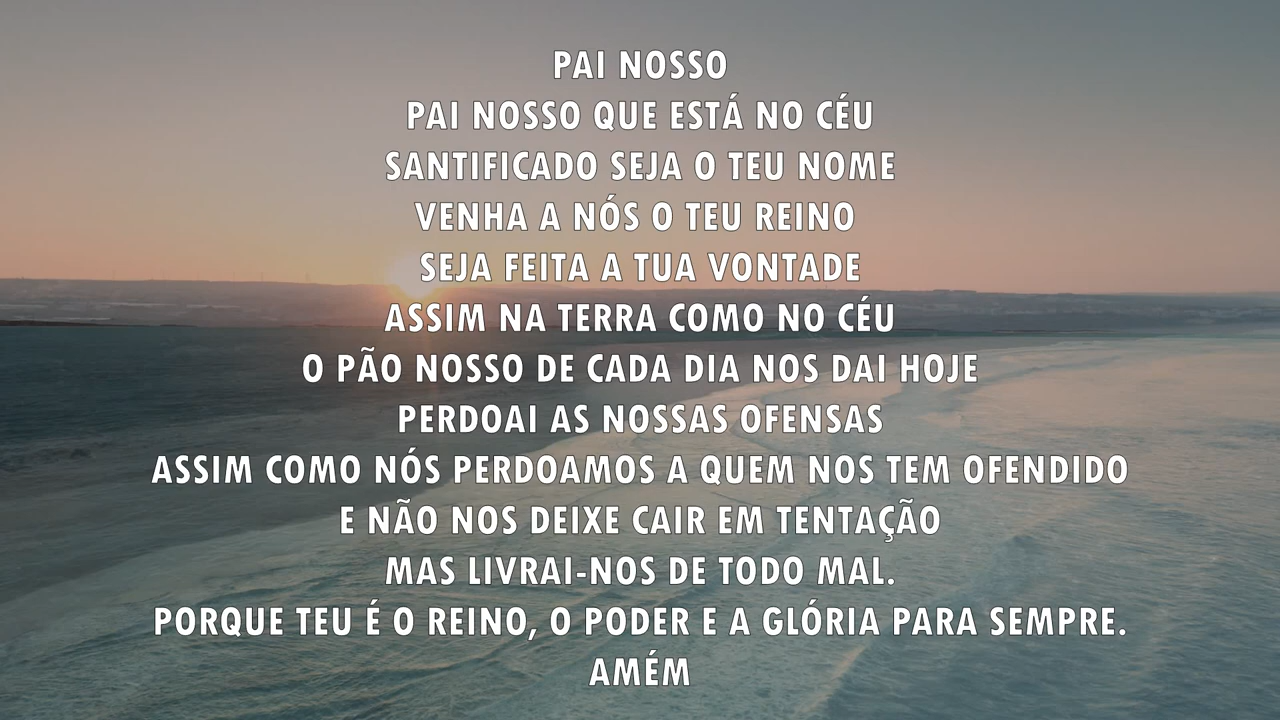 PAI NOSSO
PAI NOSSO QUE ESTÁ NO CÉU
SANTIFICADO SEJA O TEU NOME
VENHA A NÓS O TEU REINO
SEJA FEITA A TUA VONTADE
ASSIM NA TERRA COMO NO CÉU
O PÃO NOSSO DE CADA DIA NOS DAI HOJE
PERDOAI AS NOSSAS OFENSAS
ASSIM COMO NÓS PERDOAMOS A QUEM NOS TEM OFENDIDO
E NÃO NOS DEIXE CAIR EM TENTAÇÃO
MAS LIVRAI-NOS DE TODO MAL.
PORQUE TEU É O REINO, O PODER E A GLÓRIA PARA SEMPRE.
AMÉM